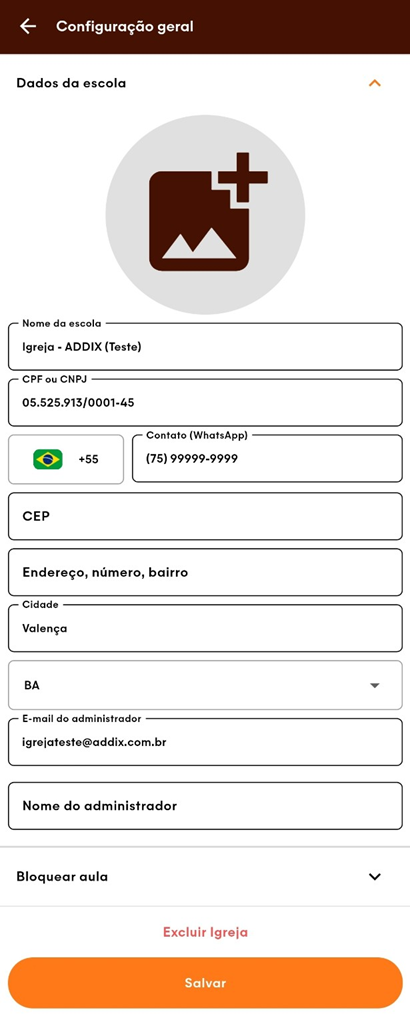 Configuração geral
Dados da escola
Nome da escola
Igreja - ADDIX (Teste)
CPF ou CNPJ
05.525.913/0001-45
+55
Contato (WhatsApp)
(75) 99999-9999
CEP
Endereço, número, bairro
Cidade
Valença
BA
E-mail do administrador
igrejateste@addix.com.br
Nome do administrador
Bloquear aula
Excluir Igreja
Salvar